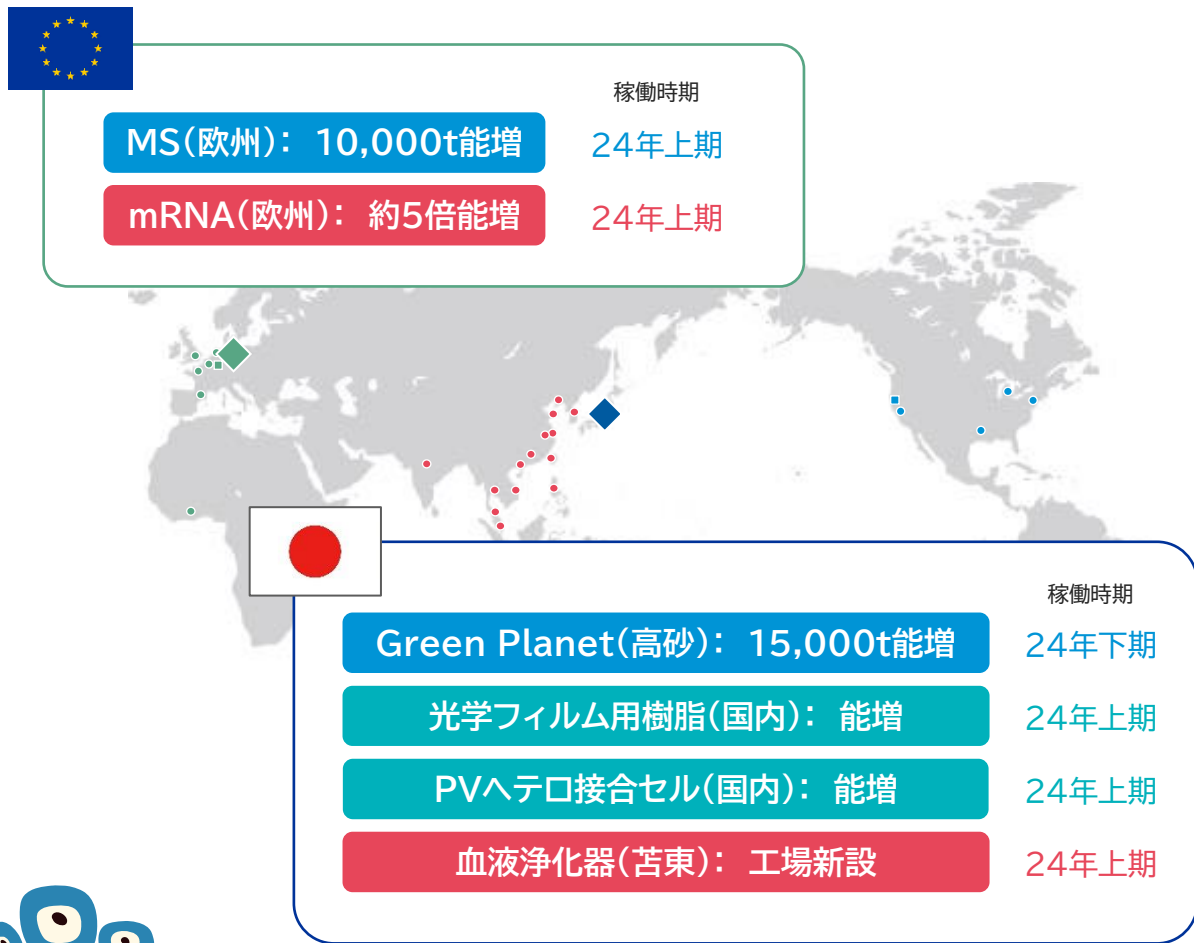 稼働時期
MS(欧州): 10,000t能増 24年上期
mRNA(欧州): 約5倍能増 24年上期
稼働時期
Green Planet(高砂): 15,000t能増 24年下期
光学フィルム用樹脂(国内): 能増 24年上期
PVヘテロ接合セル(国内): 能増 24年上期
血液浄化器(苫東): 工場新設 24年上期